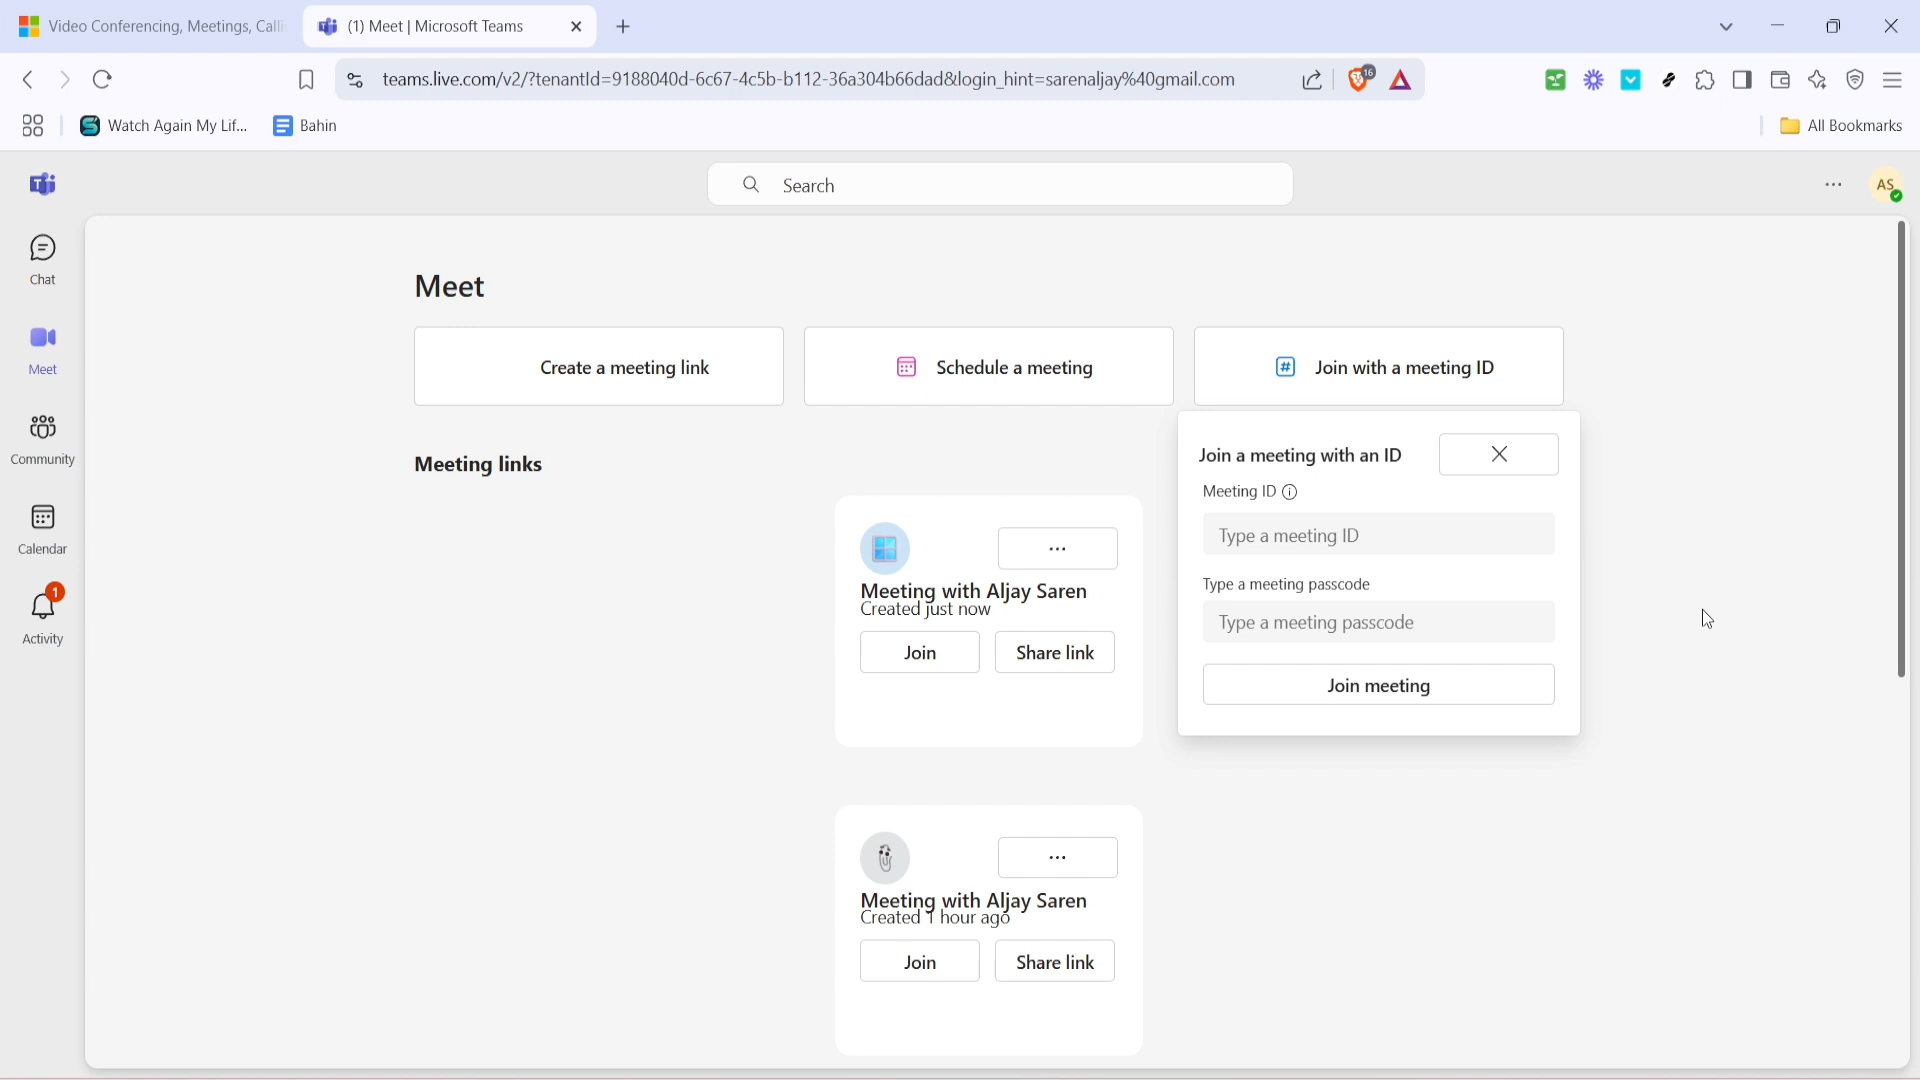 Video Conferencing, Meetings, Calli
(1) Meet | Microsoft Teams
teams.live.com/v2/?tenantId=9188040d-6c67-4c5b-b112-36a304b66dad&login_hint=sarenaljay%40gmail.com
16
Watch Again My Lif...
Bahin
All Bookmarks
Search
AS
Chat
Meet
Community
Calendar
1
Activity
Meet
Create a meeting link
Schedule a meeting
# Join with a meeting ID
Meeting links
Meeting with Aljay Saren
Created just now
Join
Share link
Meeting with Aljay Saren
Created 1 hour ago
Join
Share link
Join a meeting with an ID
Meeting ID
Type a meeting ID
Type a meeting passcode
Type a meeting passcode
Join meeting